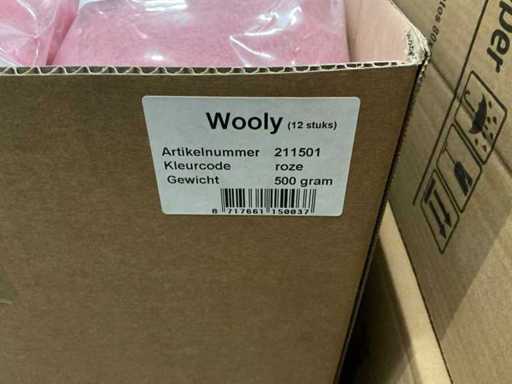 Wooly (12 stuks)
Artikelnummer 211501
Kleurcode roze
Gewicht 500 gram
8 717661 150037